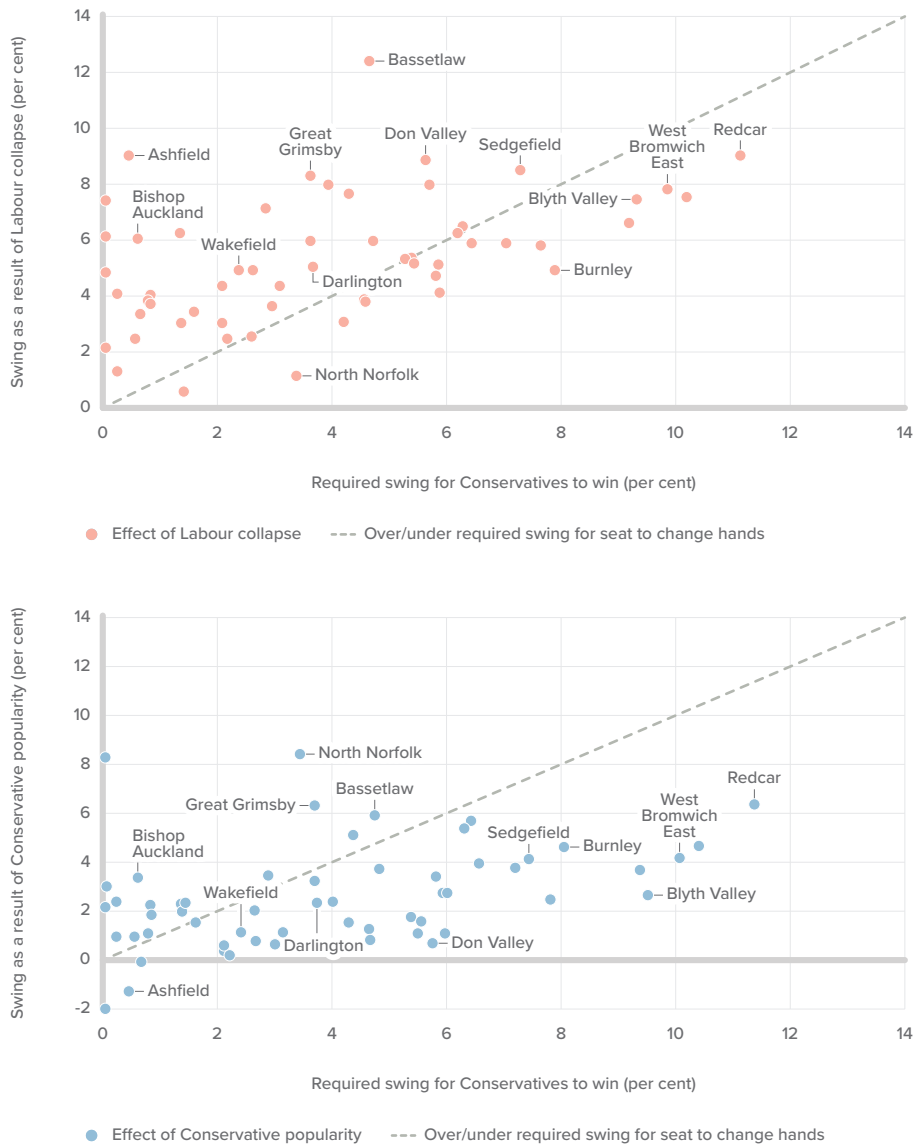 Swing as a result of Labour collapse (per cent)
14
12
10
8
6
4
2
0
Bassetlaw
Ashfield
Great
Grimsby
Don Valley
Sedgefield
West
Bromwich
East
Redcar
Bishop
Auckland
Blyth Valley
Wakefield
Darlington
Burnley
North Norfolk
0 2 4 6 8 10 12 14
Required swing for Conservatives to win (per cent)
Effect of Labour collapse Over/under required swing for seat to change hands
Swing as a result of Conservative popularity (per cent)
14
12
10
8
6
4
2
0
-2
North Norfolk
Great Grimsby
Bassetlaw
Redcar
West
Bromwich
East
Bishop
Auckland
Sedgefield
Burnley
Wakefield
Blyth Valley
Darlington
Don Valley
Ashfield
0 2 4 6 8 10 12 14
Required swing for Conservatives to win (per cent)
Effect of Conservative popularity Over/under required swing for seat to change hands